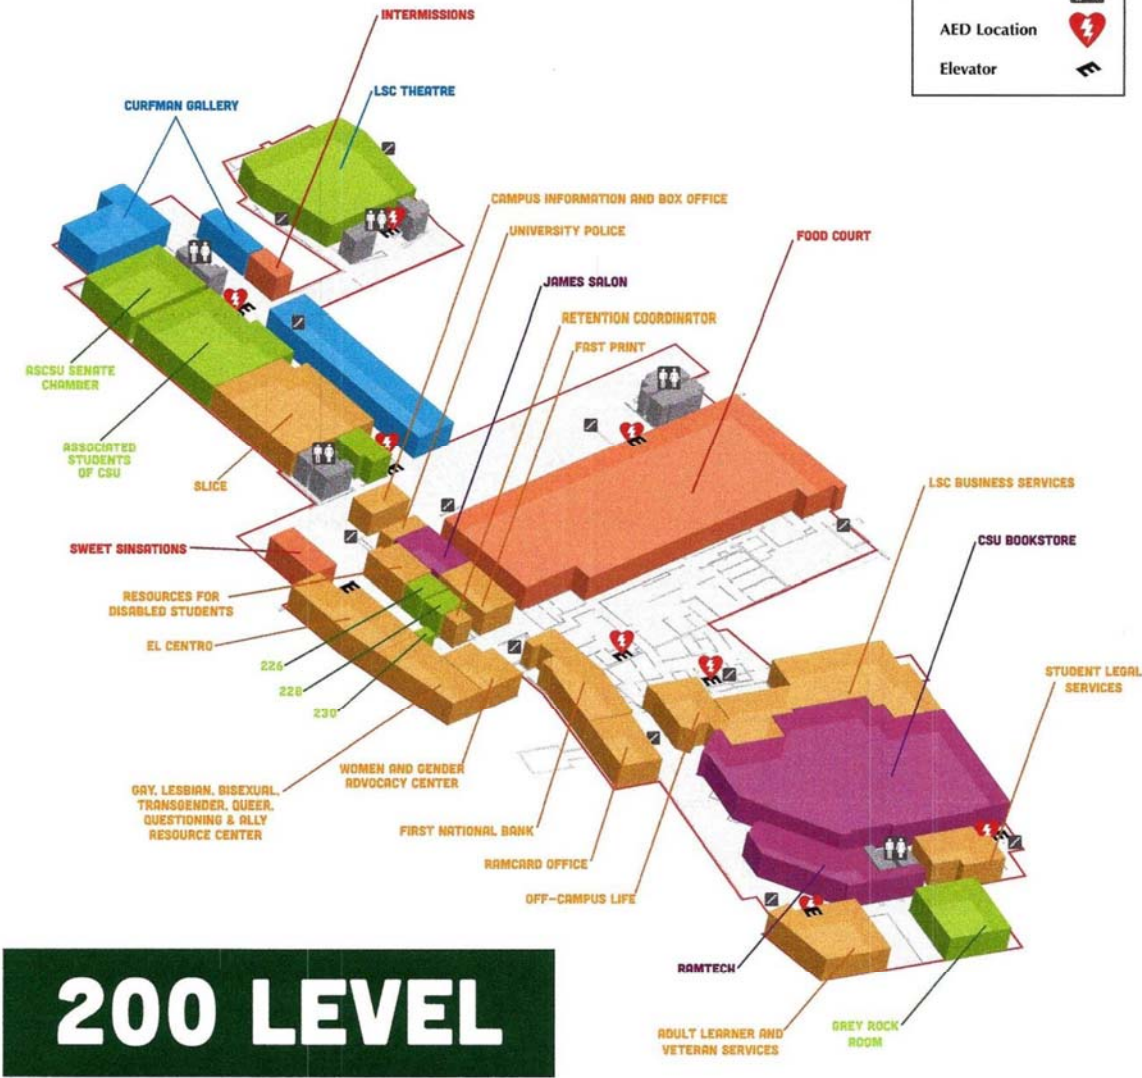 AED Location
Elevator
INTERMISSIONS
LSC THEATRE
CURFMAN GALLERY
CAMPUS INFORMATION AND BOX OFFICE
UNIVERSITY POLICE
FOOD COURT
JAMES SALON
RETENTION COORDINATOR
FAST PRINT
ASCSU SENATE
CHAMBER
ASSOCIATED
STUDENTS
OF CSU
SLICE
LSC BUSINESS SERVICES
CSU BOOKSTORE
SWEET SINSATIONS
RESOURCES FOR
DISABLED STUDENTS
EL CENTRO
226
228
230
STUDENT LEGAL
SERVICES
WOMEN AND GENDER
ADVOCACY CENTER
GAY, LESBIAN, BISEXUAL,
TRANSGENDER, QUEER,
QUESTIONING & ALLY
RESOURCE CENTER
FIRST NATIONAL BANK
RAMCARD OFFICE
OFF-CAMPUS LIFE
RAMTECH
ADULT LEARNER AND
VETERAN SERVICES
GREY ROCK
ROOM
E
E
E
E
E
E
E
E
E
E
200 LEVEL